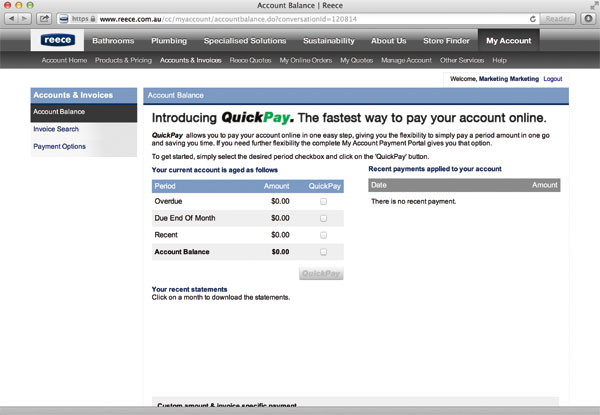 Account Balance | Reece
https www.reece.com.au/cc/myaccount/accountbalance.do?conversationId=120814
Reader
reece Bathrooms Plumbing Specialised Solutions Sustainability About Us Store Finder My Account
Account Home Products & Pricing Accounts & Invoices Reece Quotes My Online Orders My Quotes Manage Account Other Services Help
Welcome, Marketing Marketing Logout
Accounts & Invoices
Account Balance
Invoice Search
Payment Options
Account Balance
Introducing QuickPay. The fastest way to pay your account online.
QuickPay allows you to pay your account online in one easy step, giving you the flexibility to simply pay a period amount in one go
and saving you time. If you need further flexibility the complete My Account Payment Portal gives you that option.
To get started, simply select the desired period checkbox and click on the 'QuickPay' button.
Your current account is aged as follows
Period Amount QuickPay
Overdue $0.00
Due End Of Month $0.00
Recent $0.00
Account Balance $0.00
QuickPay
Recent payments applied to your account
Date Amount
There is no recent payment.
Your recent statements
Click on a month to download the statements.
Custom amount & invoice specific payment